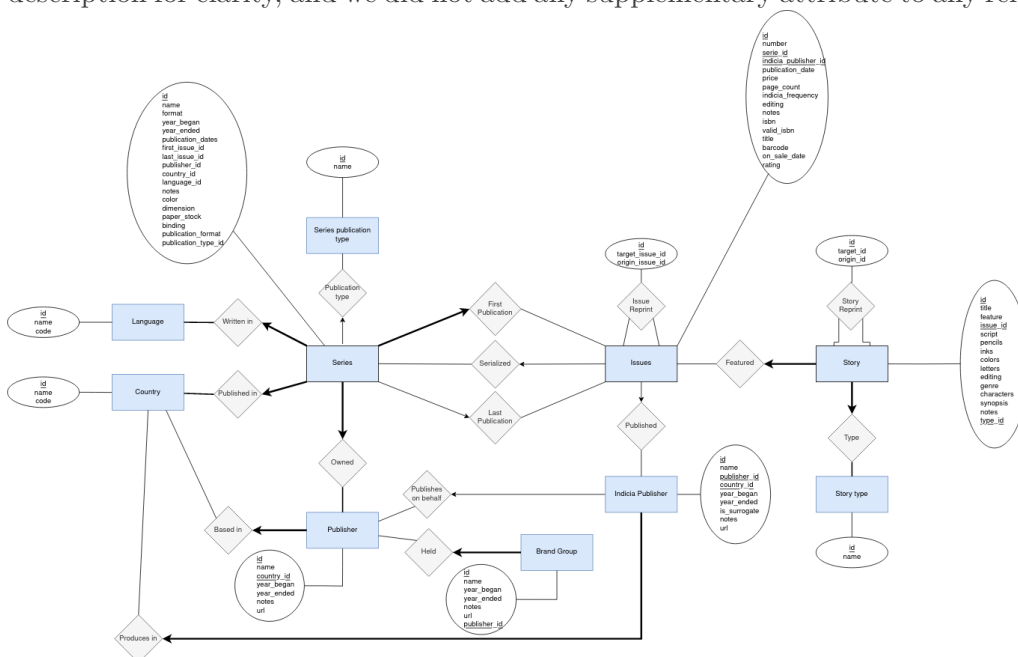 description for clarity, and we did not add any supplementary attribute to any
id
number
serie_id
indicia_publisher_id
publication_date
price
page_count
indicia_frequency
editing
notes
isbn
valid_isbn
title
barcode
on_sale_date
rating
id
name
format
year_began
year_ended
publication_dates
first_issue_id
last_issue_id
publisher_id
country_id
language_id
notes
color
dimension
paper_stock
binding
publication_format
publication_type_id
id
name
Series publication
type
Publication
type
id
target_issue_id
origin_issue_id
Issue
Reprint
id
target_id
origin_id
Story
Reprint
id
title
feature
issue_id
script
pencils
inks
colors
letters
editing
genre
characters
synopsis
notes
type_id
id
name
code
Language
Written in
First
Publication
Series
Serialized
Issues
Featured
Story
id
name
code
Country
Published in
Last
Publication
Published
Type
Owned
Publishes
on behalf
Indicia Publisher
id
name
publisher_id
country_id
year_began
year_ended
is_surrogate
notes
url
Story type
id
name
Based in
Publisher
Held
Brand Group
id
name
country_id
year_began
year_ended
notes
url
id
name
year_began
year_ended
notes
url
publisher_id
Produces in